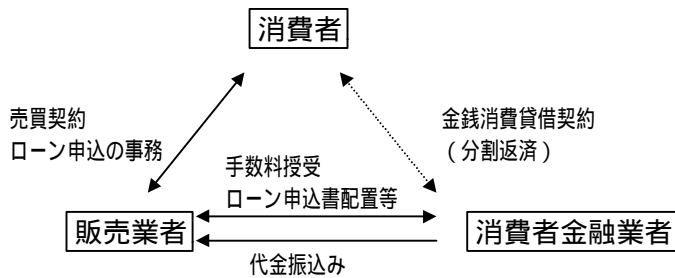 消費者
売買契約
ローン申込の事務
金銭消費貸借契約
（分割返済）
手数料授受
ローン申込書配置等
販売業者
消費者金融業者
代金振込み